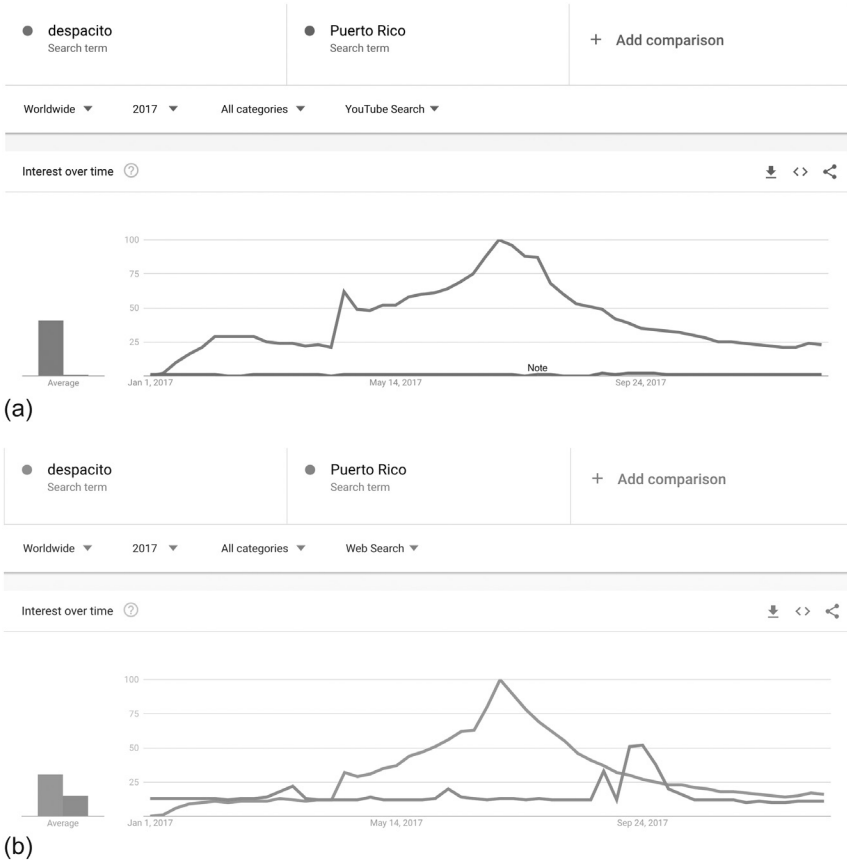 despacito
Search term
Puerto Rico
Search term
+ Add comparison
Worldwide
2017
All categories
YouTube Search
Interest over time
100
75
50
25
Average
Note
Jan 1, 2017
May 14, 2017
Sep 24, 2017
(a)
despacito
Search term
Puerto Rico
Search term
+ Add comparison
Worldwide
2017
All categories
Web Search
Interest over time
100
75
50
25
Average
Jan 1, 2017
May 14, 2017
Sep 24, 2017
(b)